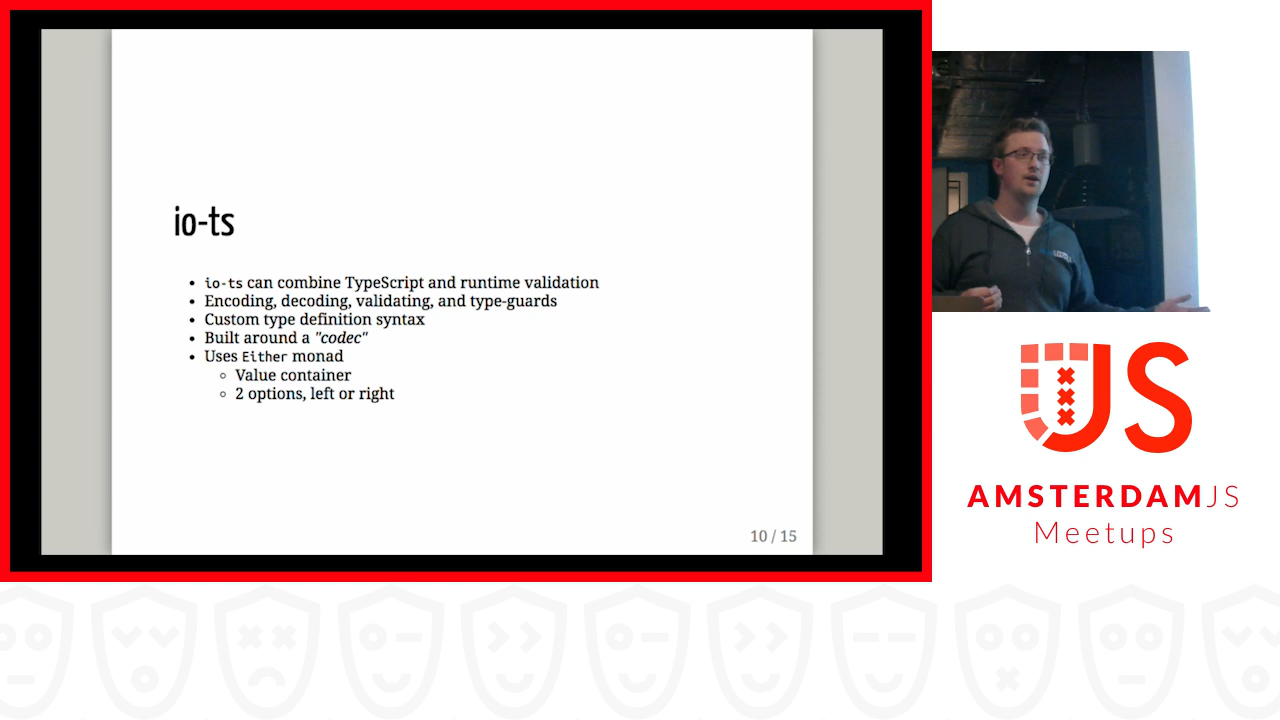 io-ts
io-ts can combine TypeScript and runtime validation
Encoding, decoding, validating, and type-guards
Custom type definition syntax
Built around a "codec"
Uses Either monad
Value container
2 options, left or right
10 / 15
JS
AMSTERDAMJS
Meetups